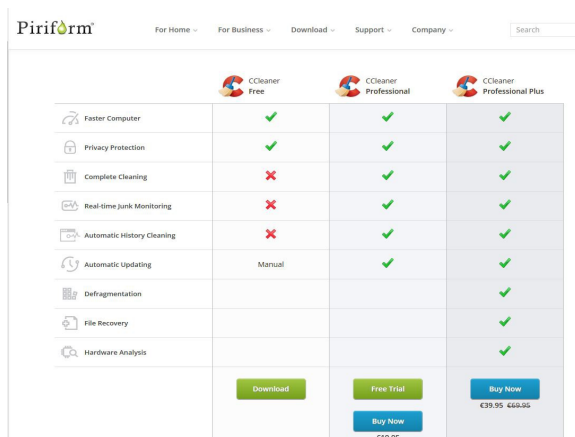 Piriform
For Home
For Business
Download
Support
Company
Search
CCleaner
Free
CCleaner
Professional
CCleaner
Professional Plus
Faster Computer
Privacy Protection
Complete Cleaning
Real-time Junk Monitoring
Automatic History Cleaning
Automatic Updating
Manual
Defragmentation
File Recovery
Hardware Analysis
Download
Free Trial
Buy Now
€39.95 €69.95
Buy Now